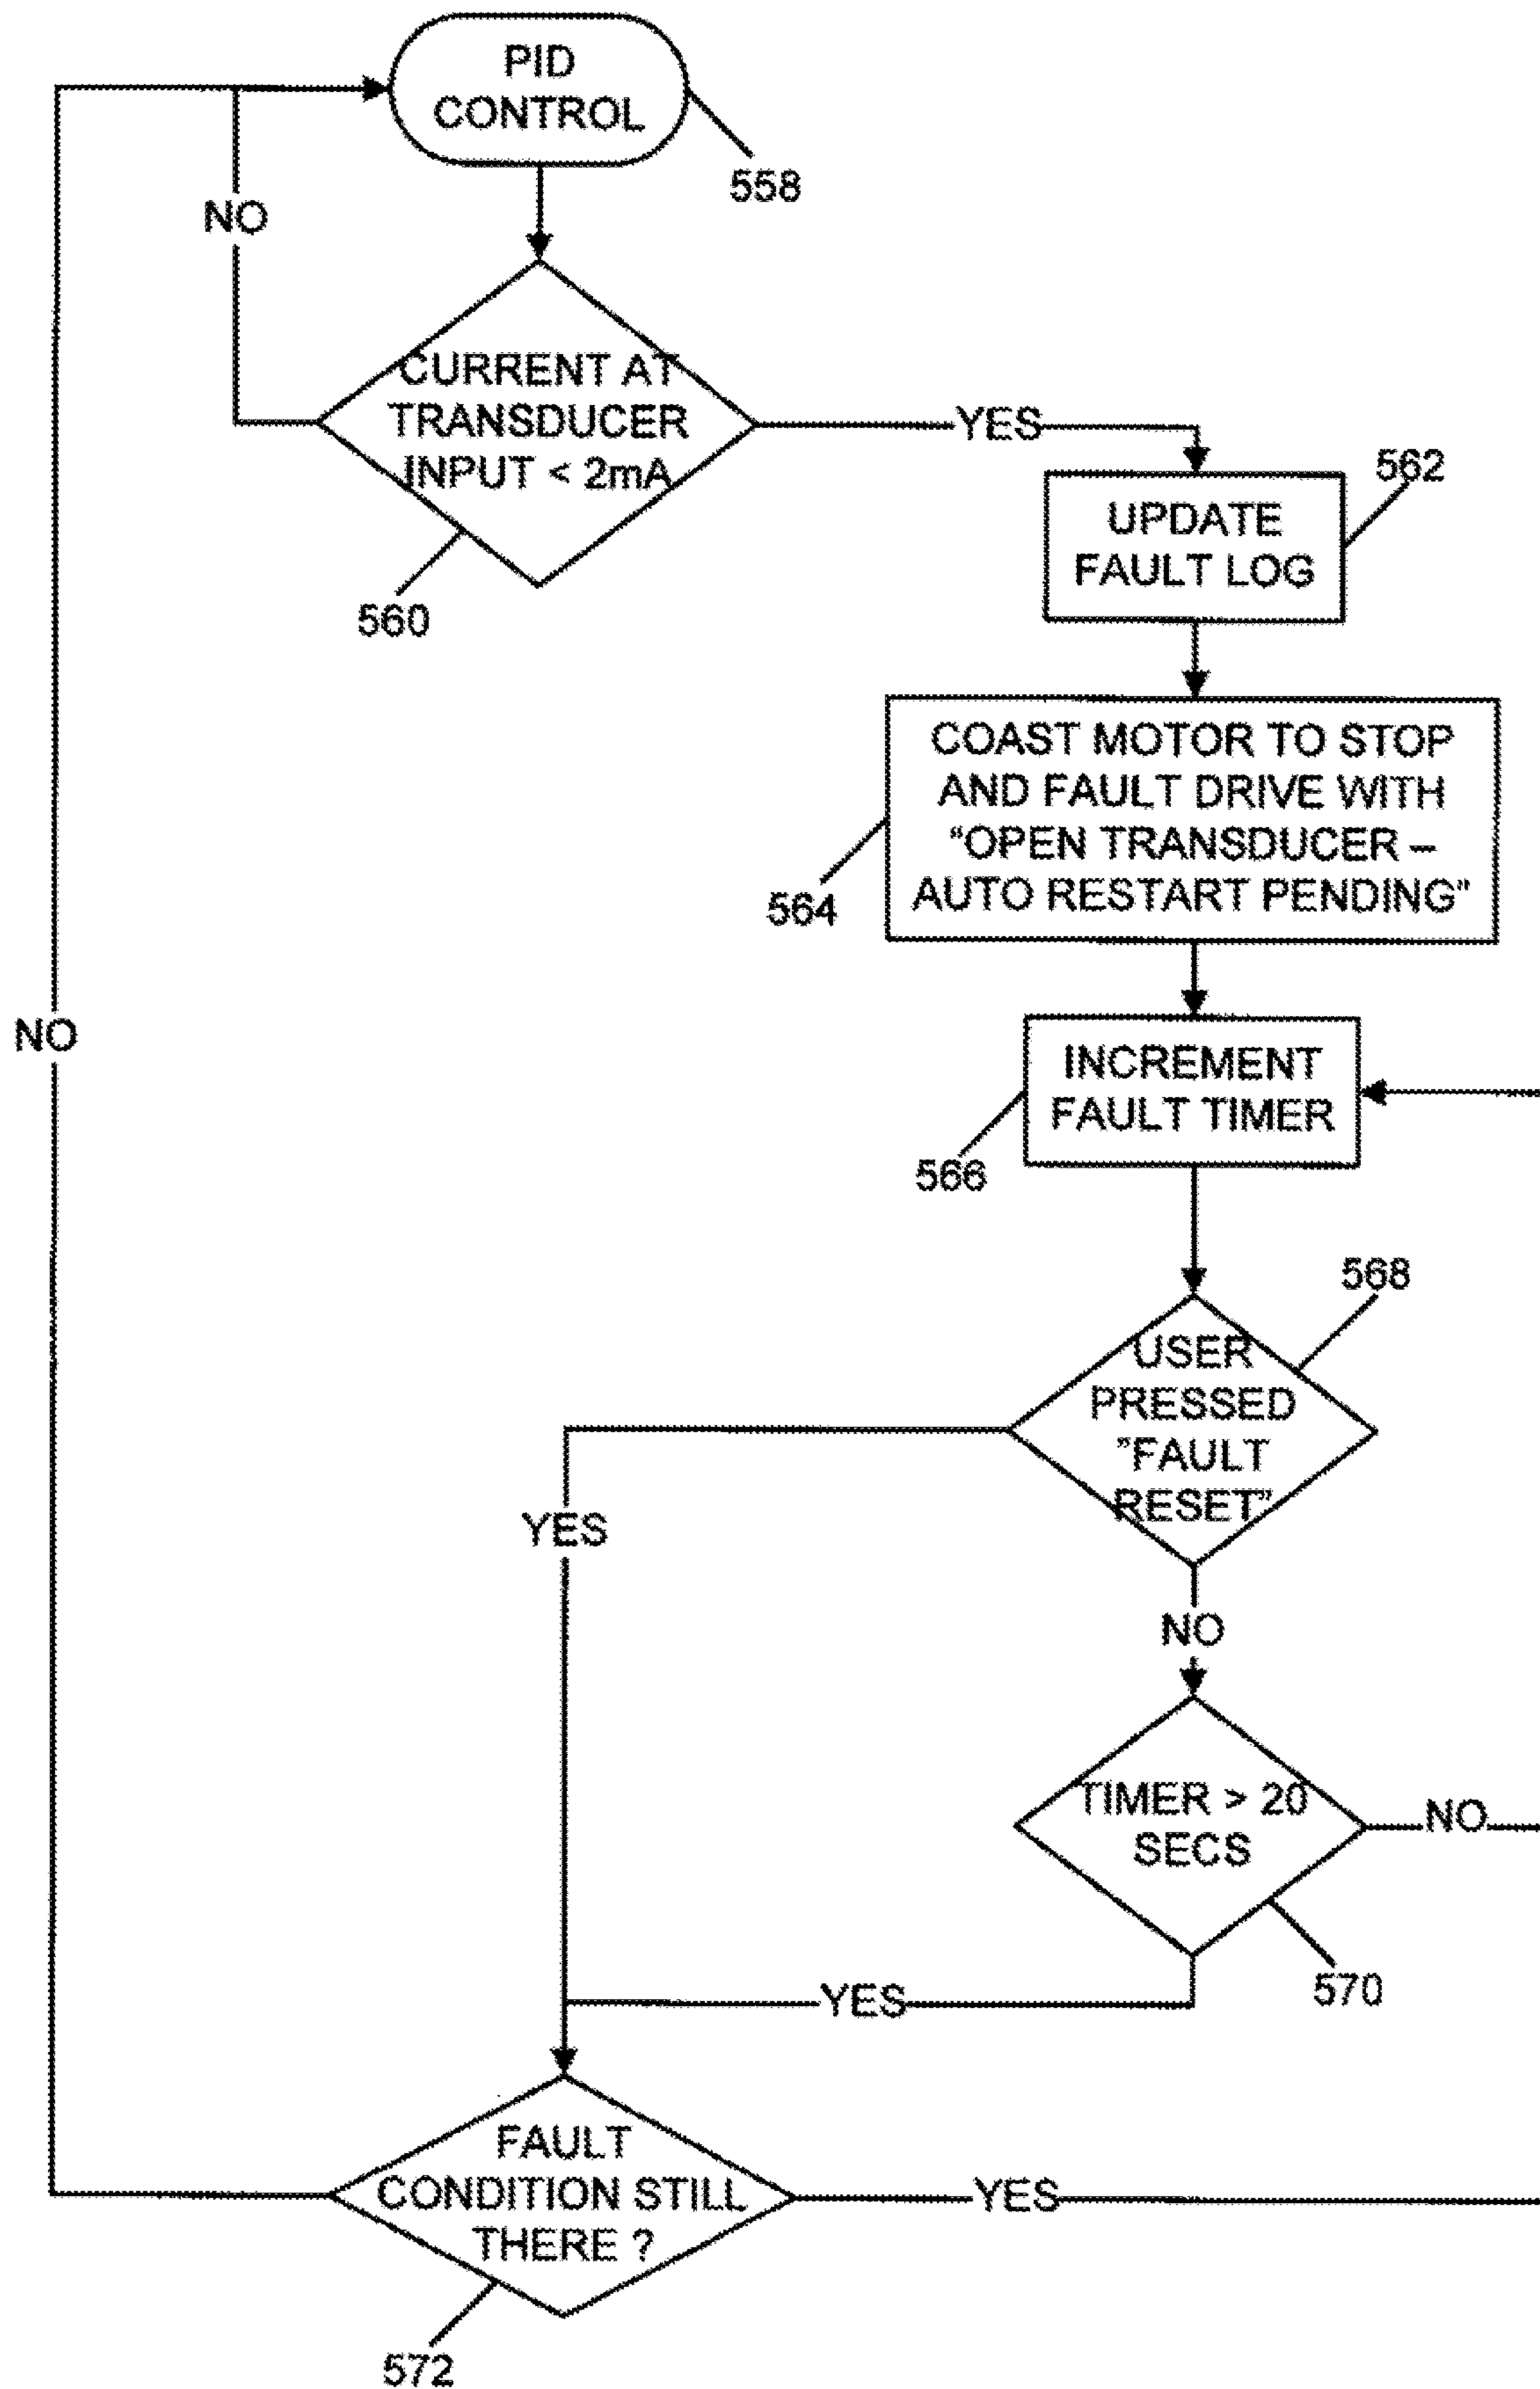 PID
CONTROL
558
NO
CURRENT AT
TRANSDUCER
INPUT < 2mA
560
YES
562
UPDATE
FAULT LOG
COAST MOTOR TO STOP
AND FAULT DRIVE WITH
“OPEN TRANSDUCER –
AUTO RESTART PENDING”
564
NO
INCREMENT
FAULT TIMER
566
568
USER
PRESSED
”FAULT
RESET”
YES
NO
TIMER > 20
SECS
NO
570
YES
FAULT
CONDITION STILL
THERE ?
YES
572